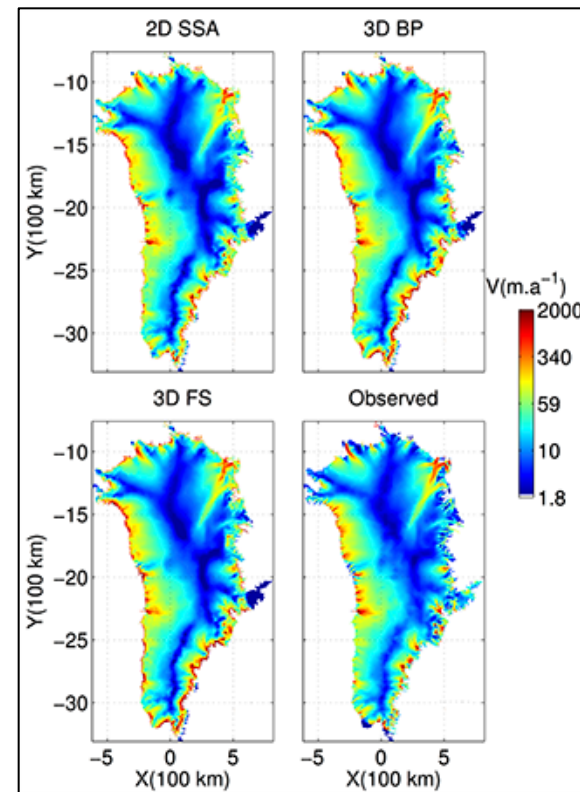 2D SSA
3D BP
−10
−15
−20
−25
−30
Y(100 km)
V(m.a⁻¹)
2000
340
59
10
1.8
3D FS
Observed
−10
−15
−20
−25
−30
Y(100 km)
−5 0 5
−5 0 5
X(100 km)
X(100 km)